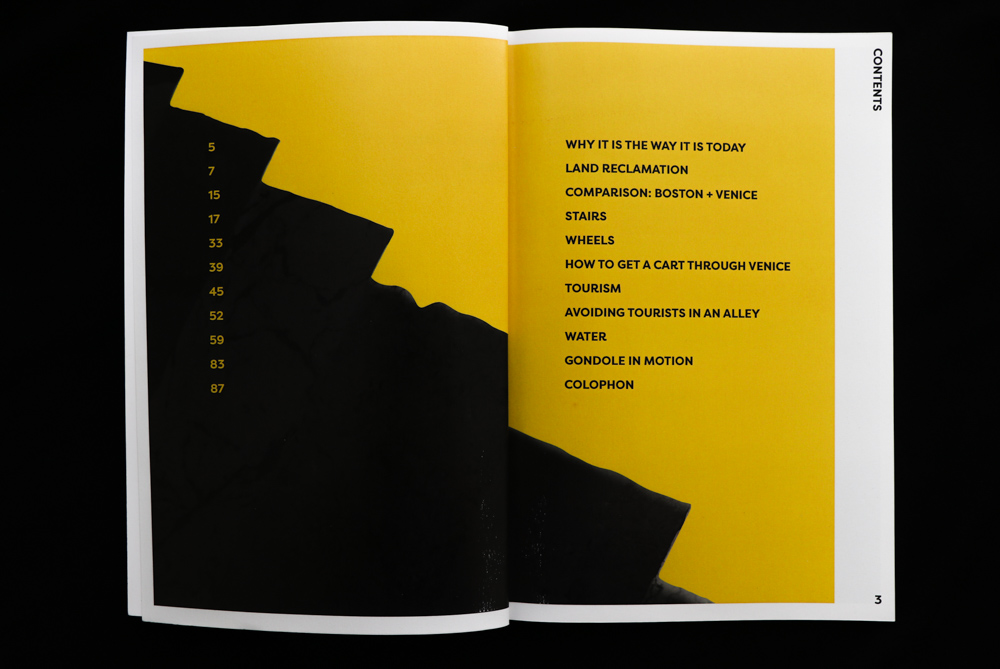 5
7
15
17
33
39
45
52
59
83
87
CONTENTS
WHY IT IS THE WAY IT IS TODAY
LAND RECLAMATION
COMPARISON: BOSTON + VENICE
STAIRS
WHEELS
HOW TO GET A CART THROUGH VENICE
TOURISM
AVOIDING TOURISTS IN AN ALLEY
WATER
GONDOLE IN MOTION
COLOPHON
3